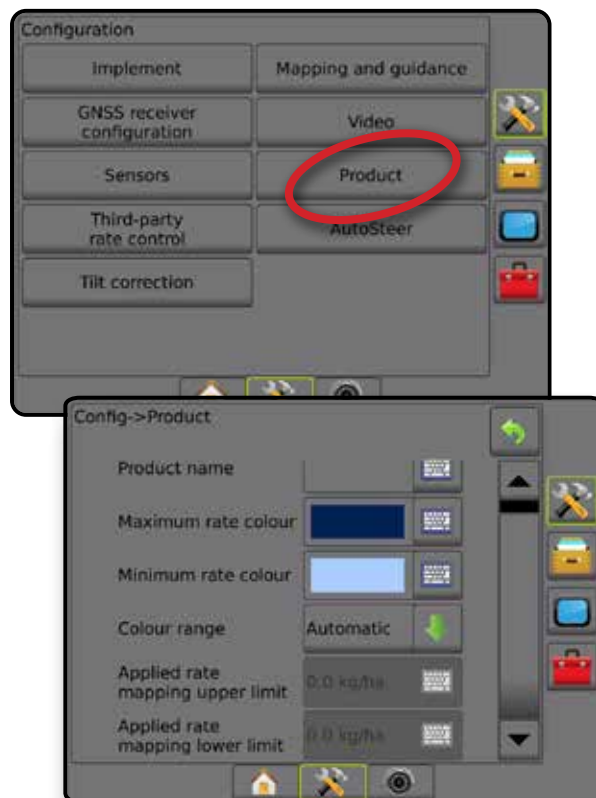 Configuration
Implement
Mapping and guidance
GNSS receiver
configuration
Video
Sensors
Product
Third-party
rate control
AutoSteer
Tilt correction
Config->Product
Product name
Maximum rate colour
Minimum rate colour
Colour range
Automatic
Applied rate
mapping upper limit
0.0 kg/ha
Applied rate
mapping lower limit
0.0 kg/ha